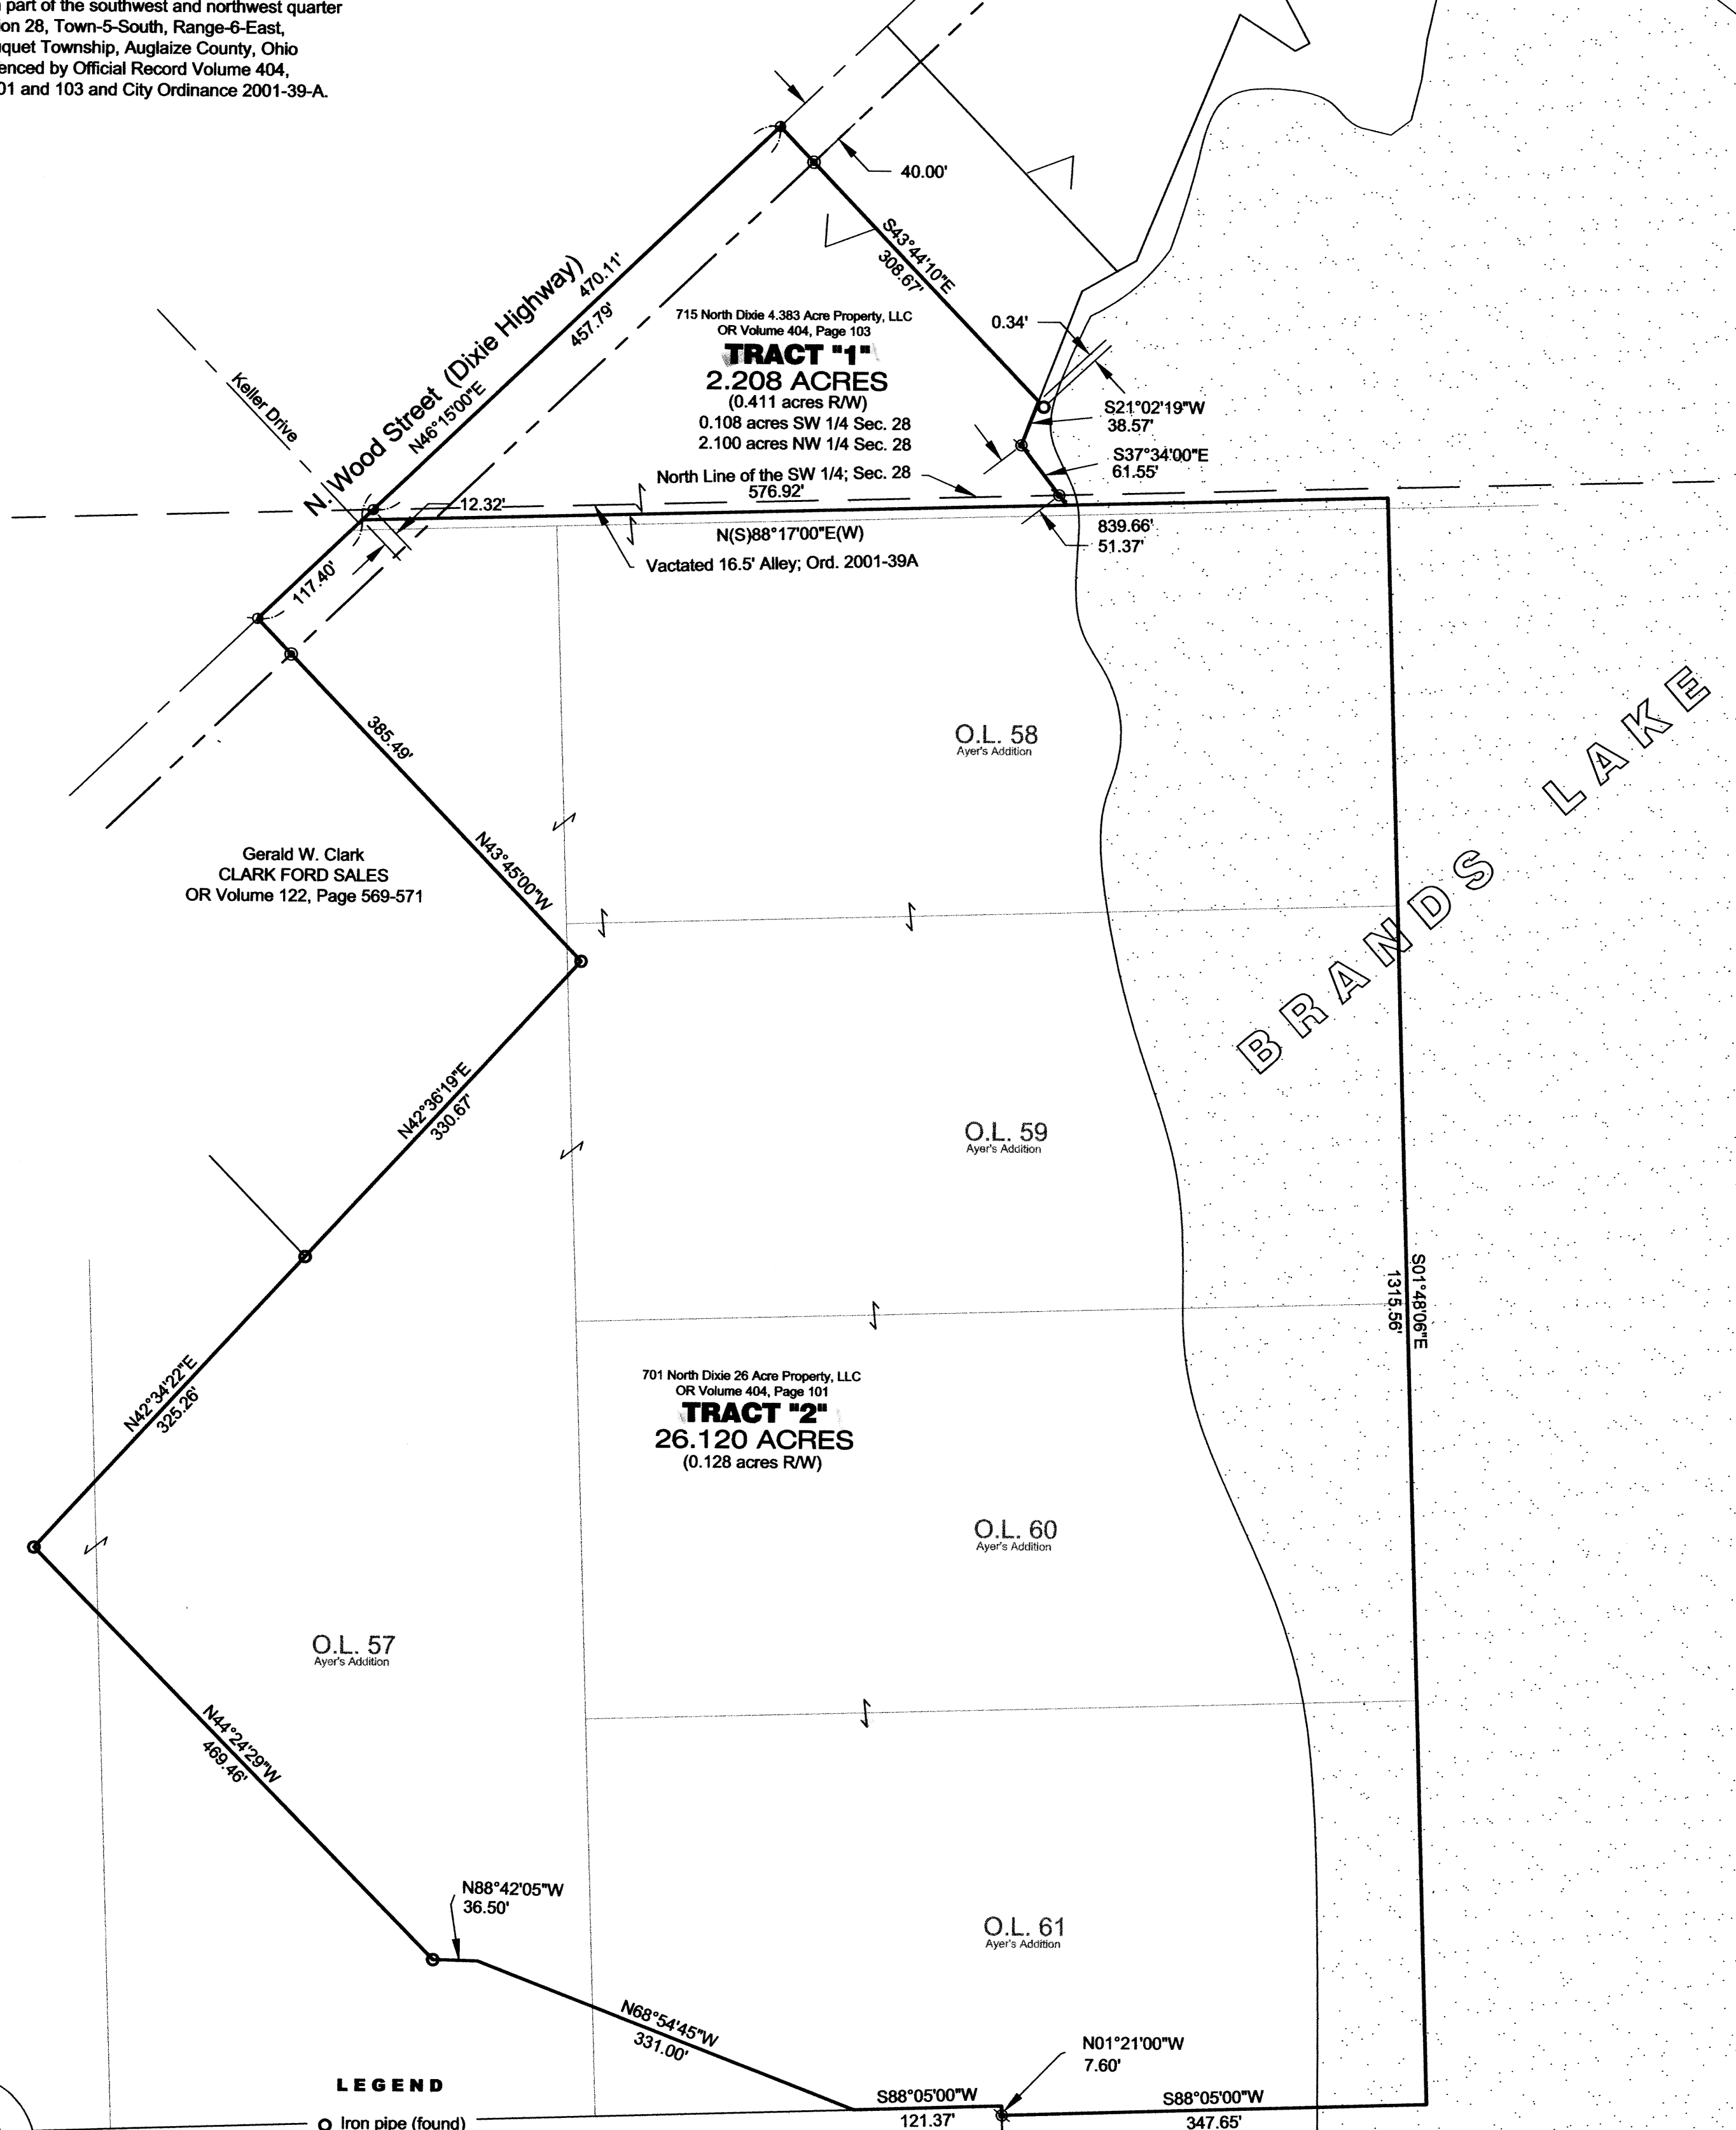 part of the southwest and northwest quarter
on 28, Town-5-South, Range-6-East,
quet Township, Auglaize County, Ohio
enced by Official Record Volume 404,
01 and 103 and City Ordinance 2001-39-A.
40.00'
S43°44'10"E
308.67'
470.11'
457.79'
N. Wood Street (Dixie Highway)
N46°15'00"E
Keller Drive
715 North Dixie 4.383 Acre Property, LLC
OR Volume 404, Page 103
TRACT "1"
2.208 ACRES
(0.411 acres R/W)
0.108 acres SW 1/4 Sec. 28
2.100 acres NW 1/4 Sec. 28
0.34'
S21°02'19"W
38.57'
S37°34'00"E
61.55'
North Line of the SW 1/4; Sec. 28
576.92'
12.32'
N(S)88°17'00"E(W)
839.66'
51.37'
Vactated 16.5' Alley; Ord. 2001-39A
117.40'
385.49'
N43°45'00"W
O.L. 58
Ayer's Addition
BRANDS LAKE
Gerald W. Clark
CLARK FORD SALES
OR Volume 122, Page 569-571
N42°36'19"E
330.67'
O.L. 59
Ayer's Addition
S01°48'06"E
1315.56'
N42°34'22"E
325.26'
701 North Dixie 26 Acre Property, LLC
OR Volume 404, Page 101
TRACT "2"
26.120 ACRES
(0.128 acres R/W)
O.L. 60
Ayer's Addition
O.L. 57
Ayer's Addition
N44°24'29"W
469.46'
N88°42'05"W
36.50'
O.L. 61
Ayer's Addition
N68°54'45"W
331.00'
N01°21'00"W
7.60'
S88°05'00"W
121.37'
S88°05'00"W
347.65'
LEGEND
Iron pipe (found)